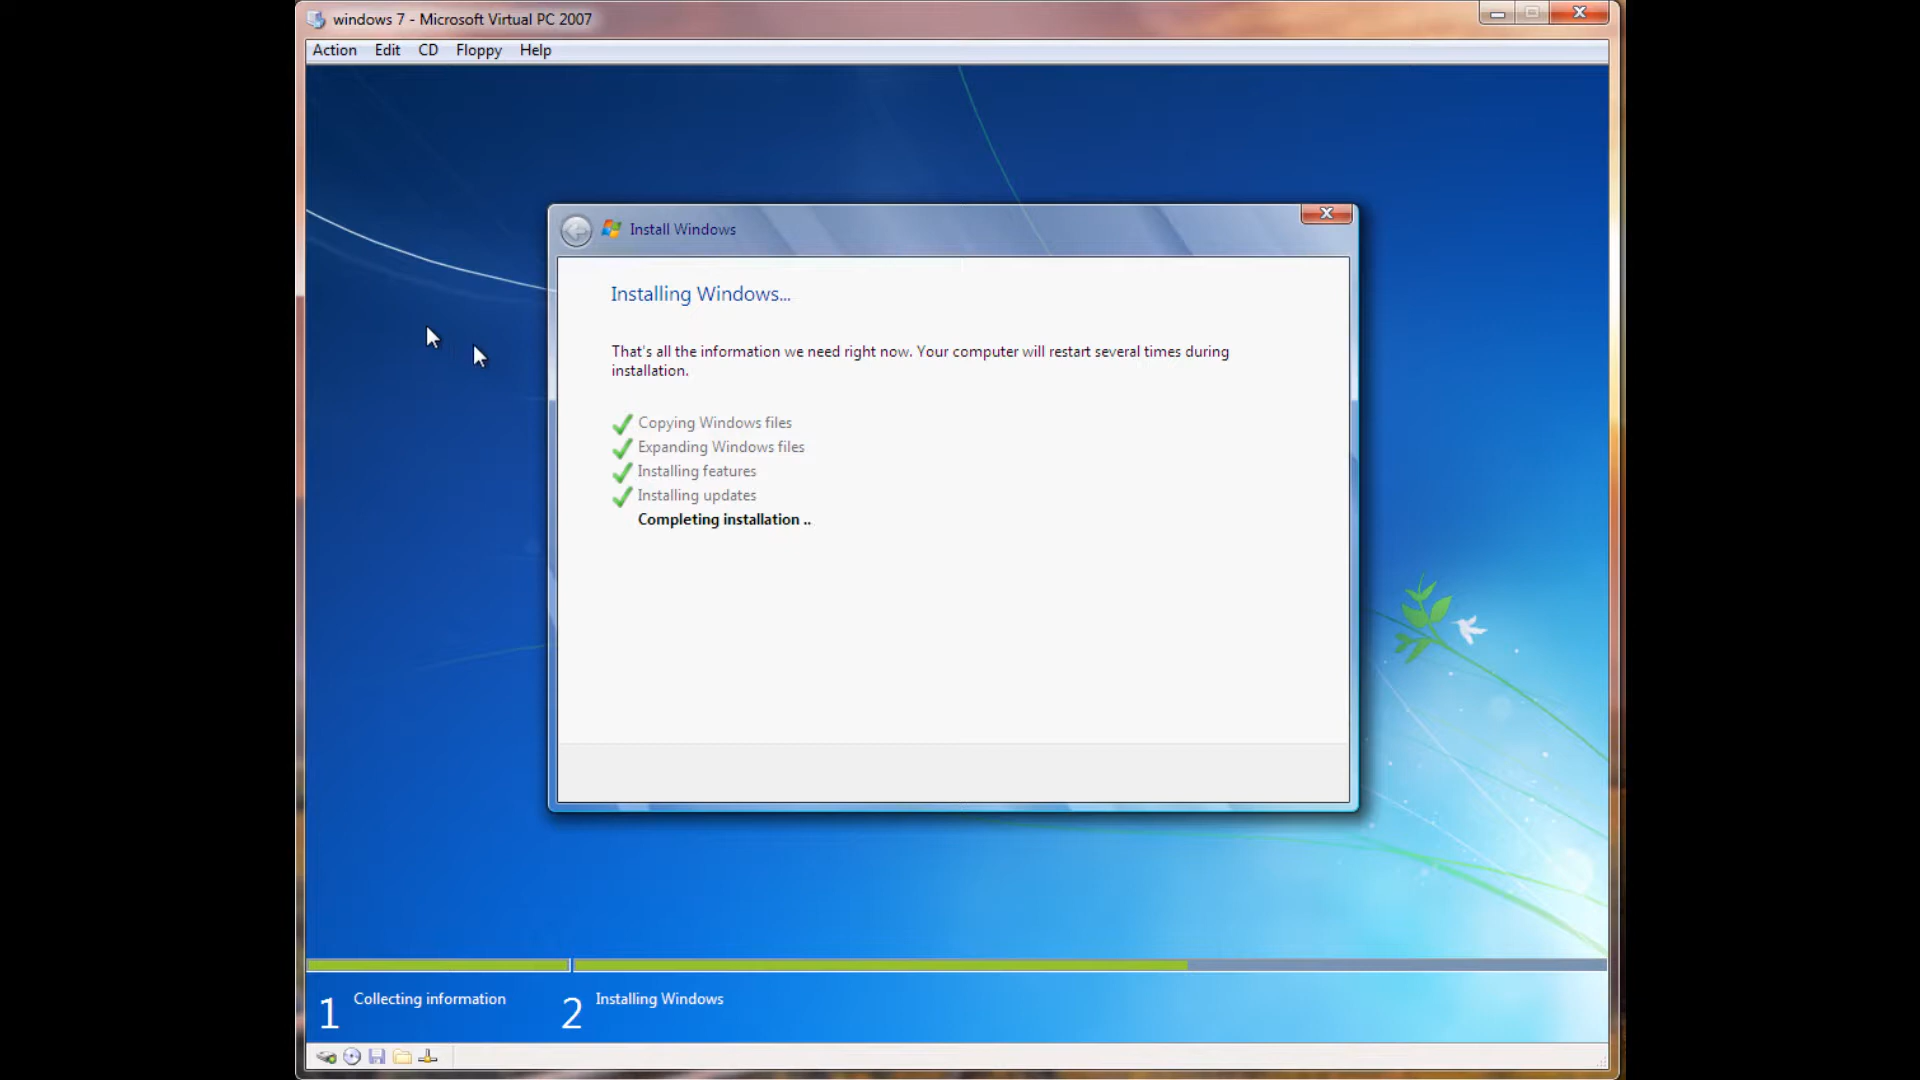 windows 7 - Microsoft Virtual PC 2007
Action Edit CD Floppy Help
Install Windows
Installing Windows...
That's all the information we need right now. Your computer will restart several times during
installation.
Copying Windows files
Expanding Windows files
Installing features
Installing updates
Completing installation ..
1 Collecting information 2 Installing Windows